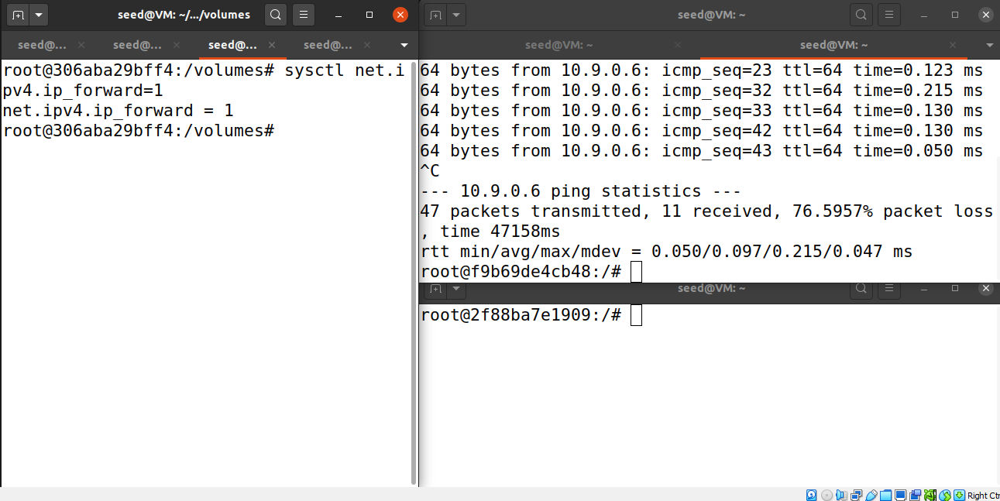 seed@VM: ~/.../volumes
seed@... × seed@... × seed@... × seed@... ×
root@306aba29bff4:/volumes# sysctl net.i
pv4.ip_forward=1
net.ipv4.ip_forward = 1
root@306aba29bff4:/volumes#
seed@VM: ~
seed@VM: ~ × seed@VM: ~ ×
64 bytes from 10.9.0.6: icmp_seq=23 ttl=64 time=0.123 ms
64 bytes from 10.9.0.6: icmp_seq=32 ttl=64 time=0.215 ms
64 bytes from 10.9.0.6: icmp_seq=33 ttl=64 time=0.130 ms
64 bytes from 10.9.0.6: icmp_seq=42 ttl=64 time=0.130 ms
64 bytes from 10.9.0.6: icmp_seq=43 ttl=64 time=0.050 ms
^C
--- 10.9.0.6 ping statistics ---
47 packets transmitted, 11 received, 76.5957% packet loss
, time 47158ms
rtt min/avg/max/mdev = 0.050/0.097/0.215/0.047 ms
root@f9b69de4cb48:/#
seed@VM: ~
root@2f88ba7e1909:/#
Right Ctr